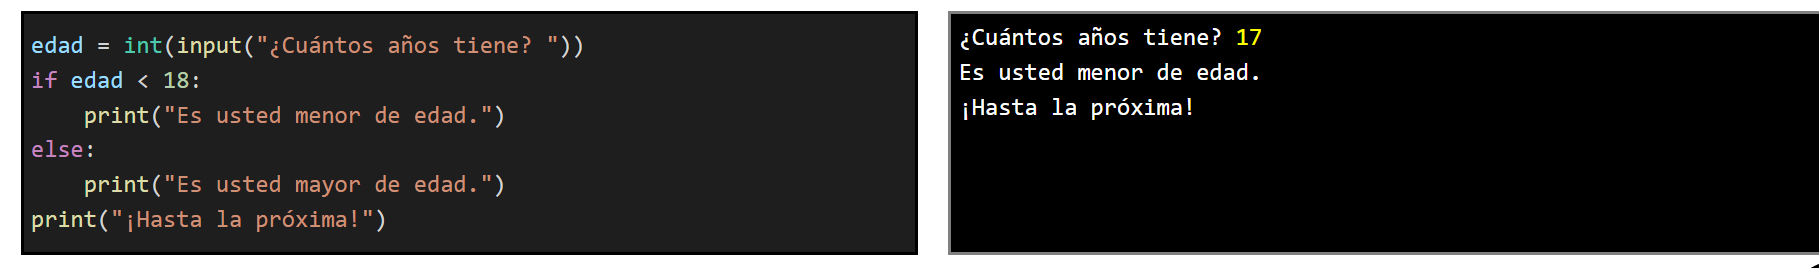 edad = int(input("¿Cuántos años tiene? "))
if edad < 18:
    print("Es usted menor de edad.")
else:
    print("Es usted mayor de edad.")
print("¡Hasta la próxima!")
¿Cuántos años tiene? 17
Es usted menor de edad.
¡Hasta la próxima!